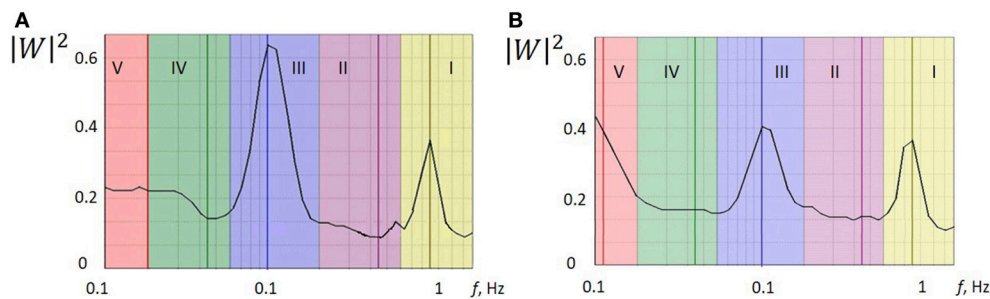 A
|W|²
0.6
0.4
0.2
0
V IV III II I
0.1 0.1 1 f, Hz
B
|W|²
0.6
0.4
0.2
0
V IV III II I
0.1 0.1 1 f, Hz